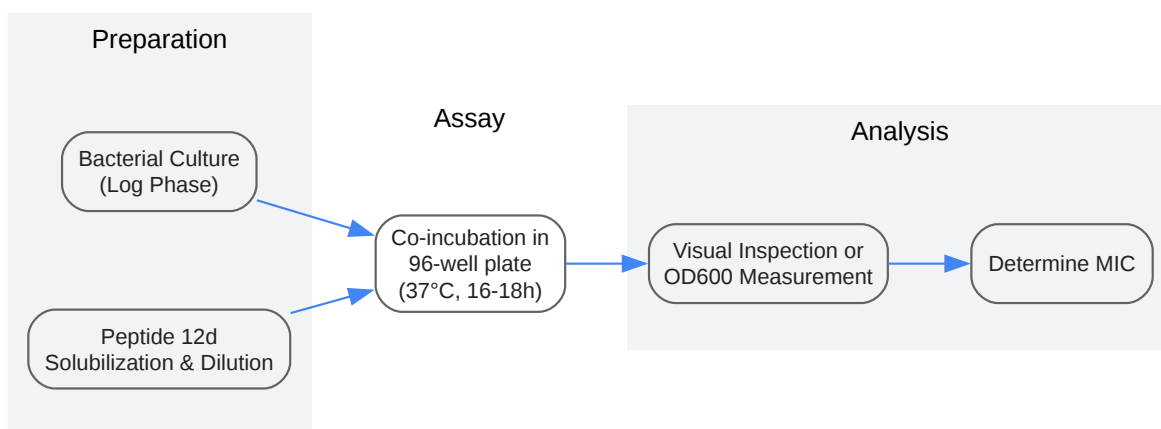 Preparation
Bacterial Culture
(Log Phase)
Peptide 12d
Solubilization & Dilution
Assay
Co-incubation in
96-well plate
(37°C, 16-18h)
Analysis
Visual Inspection or
OD600 Measurement
Determine MIC